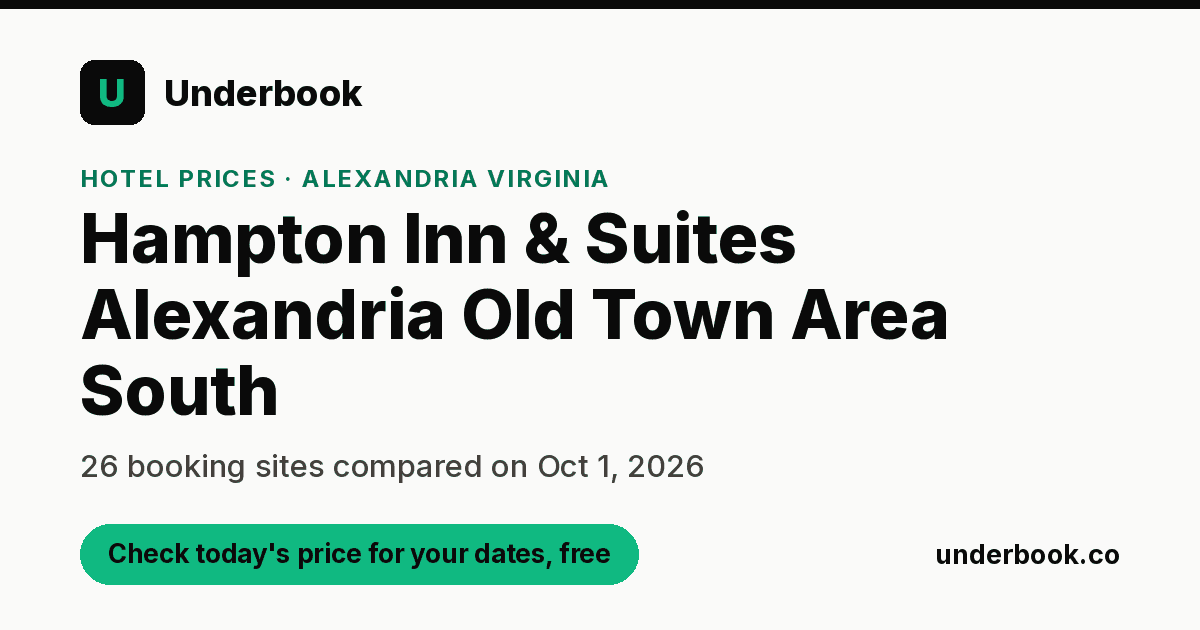 U Underbook
HOTEL PRICES · ALEXANDRIA VIRGINIA
Hampton Inn & Suites
Alexandria Old Town Area
South
26 booking sites compared on Oct 1, 2026
Check today's price for your dates, free
underbook.co